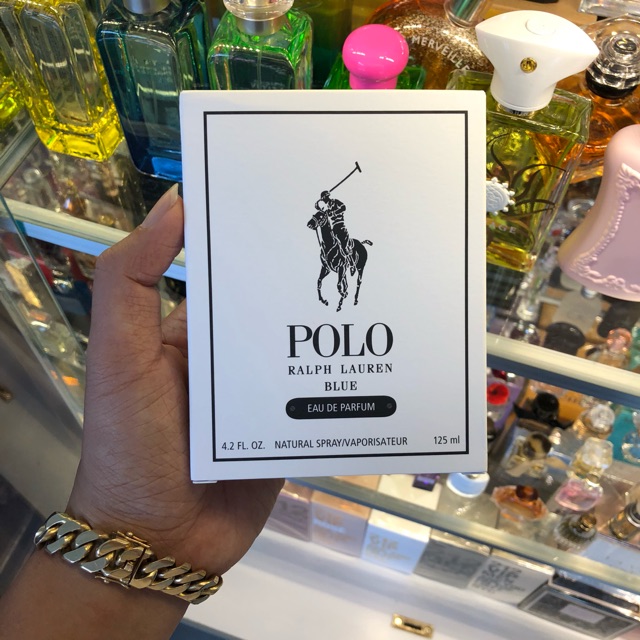 POLO
RALPH LAUREN
BLUE
EAU DE PARFUM
4.2 FL. OZ. NATURAL SPRAY/VAPORISATEUR 125 ml